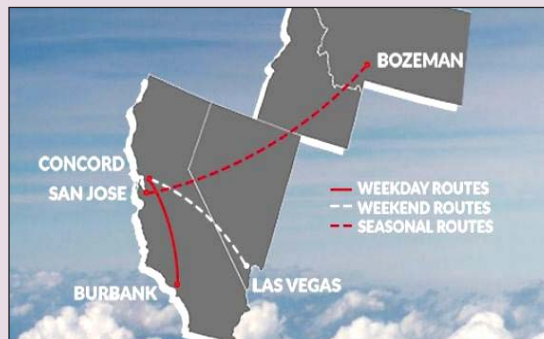 BOZEMAN
CONCORD
SAN JOSE
WEEKDAY ROUTES
WEEKEND ROUTES
SEASONAL ROUTES
LAS VEGAS
BURBANK